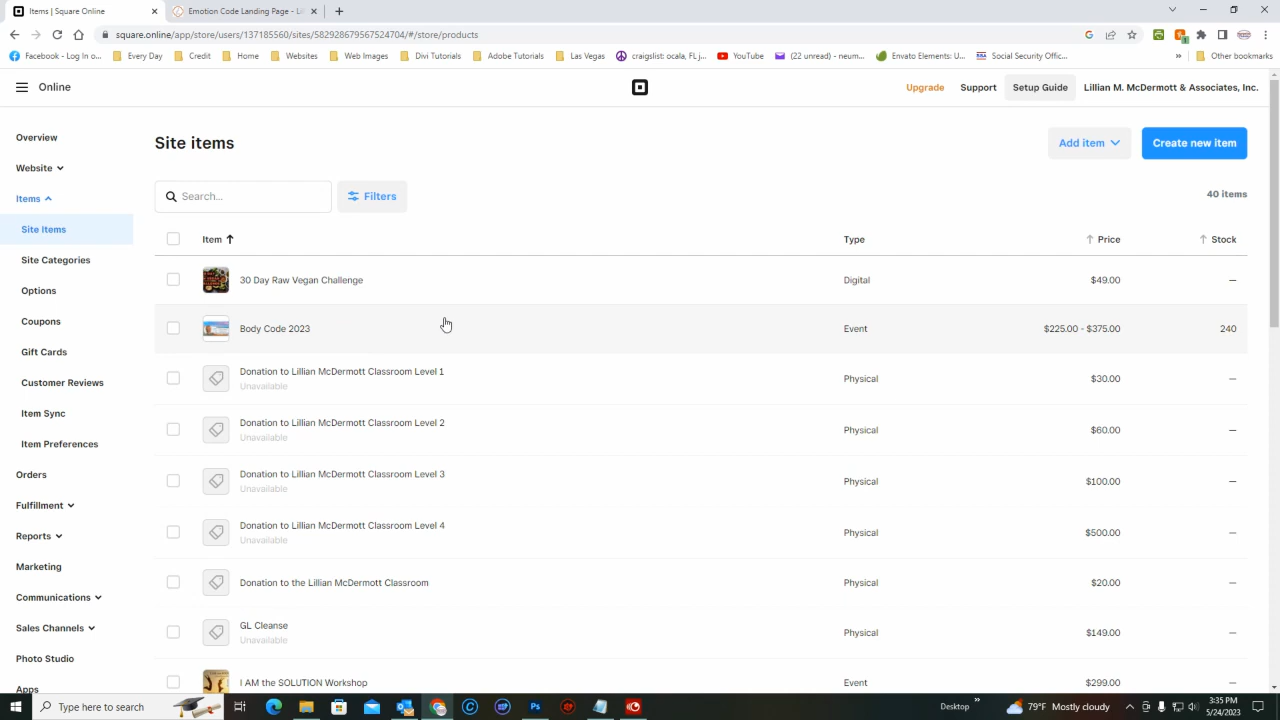 Items | Square Online
Emotion Code Landing Page - Li
square.online/app/store/users/137185560/sites/582928679567524704/#/store/products
Facebook - Log In o... Every Day Credit Home Websites Web Images Divi Tutorials Adobe Tutorials Las Vegas craigslist: ocala, FL j... YouTube (22 unread) - neum... Envato Elements: U... Social Security Offic... » Other bookmarks
Online Upgrade Support Setup Guide Lillian M. McDermott & Associates, Inc.
Overview
Website
Items
Site Items
Site Categories
Options
Coupons
Gift Cards
Customer Reviews
Item Sync
Item Preferences
Orders
Fulfillment
Reports
Marketing
Communications
Sales Channels
Photo Studio
Apps
Site items
Add item Create new item
Search... Filters
40 items
Item Type Price Stock
30 Day Raw Vegan Challenge Digital $49.00 —
Body Code 2023 Event $225.00 - $375.00 240
Donation to Lillian McDermott Classroom Level 1 Physical $30.00 —
Unavailable
Donation to Lillian McDermott Classroom Level 2 Physical $60.00 —
Unavailable
Donation to Lillian McDermott Classroom Level 3 Physical $100.00 —
Unavailable
Donation to Lillian McDermott Classroom Level 4 Physical $500.00 —
Unavailable
Donation to the Lillian McDermott Classroom Physical $20.00 —
GL Cleanse Physical $149.00 —
Unavailable
I AM the SOLUTION Workshop Event $299.00 —
Type here to search
Desktop » 79°F Mostly cloudy 3:35 PM
5/24/2023